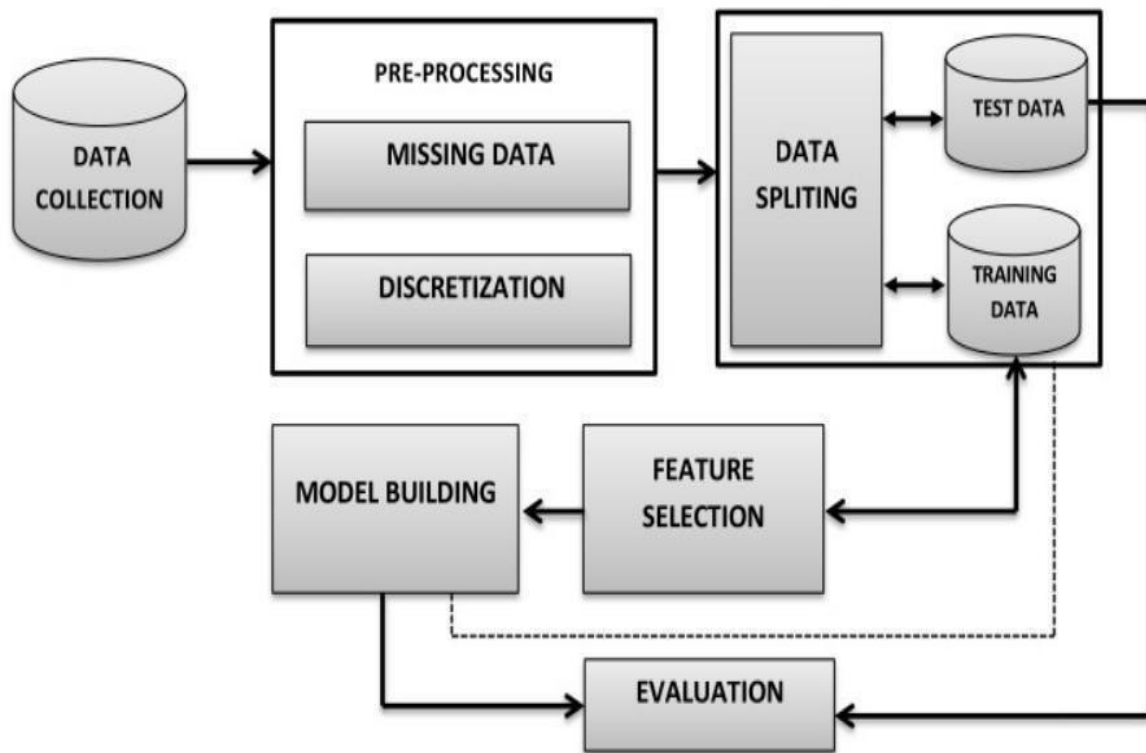 DATA
COLLECTION
PRE-PROCESSING
MISSING DATA
DISCRETIZATION
DATA
SPLITING
TEST DATA
TRAINING
DATA
MODEL BUILDING
FEATURE
SELECTION
EVALUATION